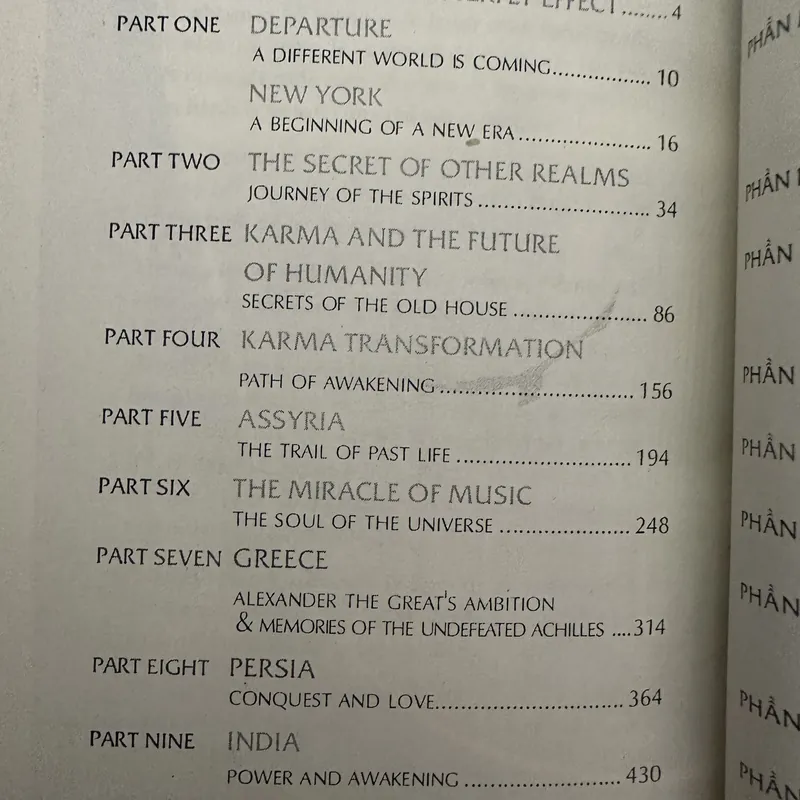 EFFECT........4
PART ONE DEPARTURE
A DIFFERENT WORLD IS COMING................ 10
NEW YORK
A BEGINNING OF A NEW ERA...................... 16
PART TWO THE SECRET OF OTHER REALMS
JOURNEY OF THE SPIRITS............................ 34
PART THREE KARMA AND THE FUTURE
OF HUMANITY
SECRETS OF THE OLD HOUSE...................... 86
PART FOUR KARMA TRANSFORMATION
PATH OF AWAKENING................................ 156
PART FIVE ASSYRIA
THE TRAIL OF PAST LIFE............................. 194
PART SIX THE MIRACLE OF MUSIC
THE SOUL OF THE UNIVERSE...................... 248
PART SEVEN GREECE
ALEXANDER THE GREAT'S AMBITION
& MEMORIES OF THE UNDEFEATED ACHILLES ....314
PART EIGHT PERSIA
CONQUEST AND LOVE................................ 364
PART NINE INDIA
POWER AND AWAKENING........................... 430
PHẦN
PHẦN
PHẦN
PHẦN
PHẦN
PHẦN
PHẦN
PHẦN
PHẦN